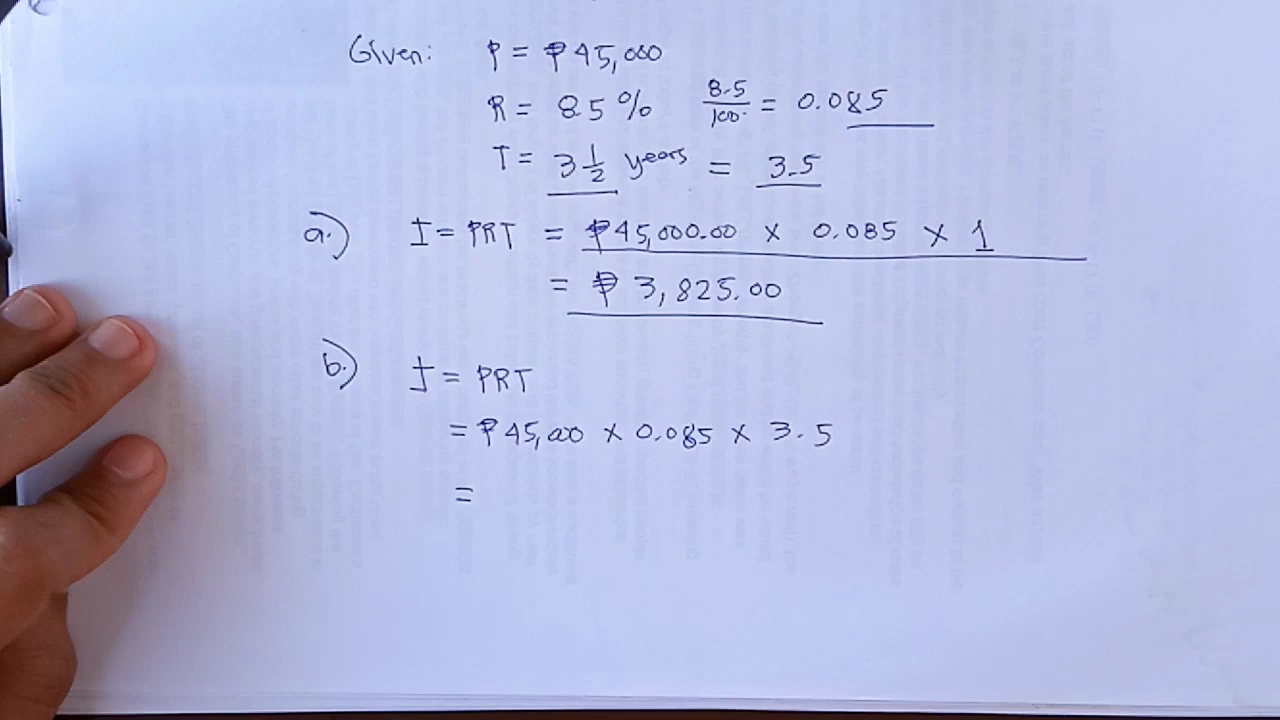 Given: P = ₱45,000
R = 8.5% 8.5/100 = 0.085
T = 3 1/2 years = 3.5
a.) I = PRT = ₱45,000.00 x 0.085 x 1
= ₱ 3,825.00
b.) I = PRT
= ₱45,000 x 0.085 x 3.5
=